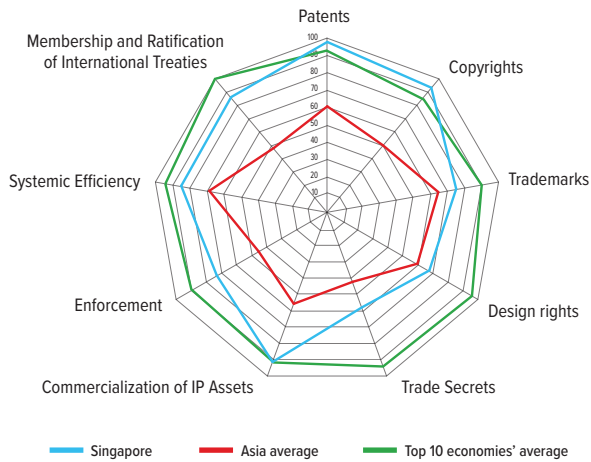 Patents
Membership and Ratification
of International Treaties
Copyrights
100
90
80
70
60
50
40
30
20
10
Systemic Efficiency
Trademarks
Enforcement
Design rights
Commercialization of IP Assets
Trade Secrets
Singapore
Asia average
Top 10 economies’ average